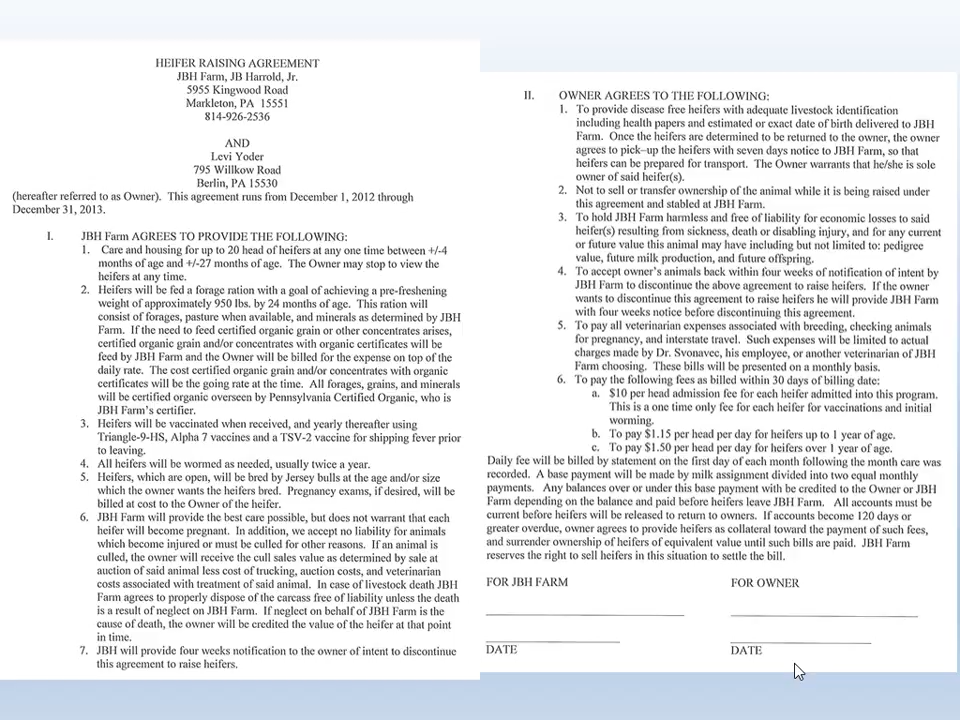 HEIFER RAISING AGREEMENT
JBH Farm, JB Harrold, Jr.
5955 Kingwood Road
Markleton, PA 15551
814-926-2536
AND
Levi Yoder
795 Willkow Road
Berlin, PA 15530
(hereafter referred to as Owner). This agreement runs from December 1, 2012 through
December 31, 2013.
I. JBH Farm AGREES TO PROVIDE THE FOLLOWING:
1. Care and housing for up to 20 head of heifers at any one time between +/-4
months of age and +/-27 months of age. The Owner may stop to view the
heifers at any time.
2. Heifers will be fed a forage ration with a goal of achieving a pre-freshening
weight of approximately 950 lbs. by 24 months of age. This ration will
consist of forages, pasture when available, and minerals as determined by JBH
Farm. If the need to feed certified organic grain or other concentrates arises,
certified organic grain and/or concentrates with organic certificates will be
feed by JBH Farm and the Owner will be billed for the expense on top of the
daily rate. The cost certified organic grain and/or concentrates with organic
certificates will be the going rate at the time. All forages, grains, and minerals
will be certified organic overseen by Pennsylvania Certified Organic, who is
JBH Farm's certifier.
3. Heifers will be vaccinated when received, and yearly thereafter using
Triangle-9-HS, Alpha 7 vaccines and a TSV-2 vaccine for shipping fever prior
to leaving.
4. All heifers will be wormed as needed, usually twice a year.
5. Heifers, which are open, will be bred by Jersey bulls at the age and/or size
which the owner wants the heifers bred. Pregnancy exams, if desired, will be
billed at cost to the Owner of the heifer.
6. JBH Farm will provide the best care possible, but does not warrant that each
heifer will become pregnant. In addition, we accept no liability for animals
which become injured or must be culled for other reasons. If an animal is
culled, the owner will receive the cull sales value as determined by sale at
auction of said animal less cost of trucking, auction costs, and veterinarian
costs associated with treatment of said animal. In case of livestock death JBH
Farm agrees to properly dispose of the carcass free of liability unless the death
is a result of neglect on JBH Farm. If neglect on behalf of JBH Farm is the
cause of death, the owner will be credited the value of the heifer at that point
in time.
7. JBH will provide four weeks notification to the owner of intent to discontinue
this agreement to raise heifers.
II. OWNER AGREES TO THE FOLLOWING:
1. To provide disease free heifers with adequate livestock identification
including health papers and estimated or exact date of birth delivered to JBH
Farm. Once the heifers are determined to be returned to the owner, the owner
agrees to pick–up the heifers with seven days notice to JBH Farm, so that
heifers can be prepared for transport. The Owner warrants that he/she is sole
owner of said heifer(s).
2. Not to sell or transfer ownership of the animal while it is being raised under
this agreement and stabled at JBH Farm.
3. To hold JBH Farm harmless and free of liability for economic losses to said
heifer(s) resulting from sickness, death or disabling injury, and for any current
or future value this animal may have including but not limited to: pedigree
value, future milk production, and future offspring.
4. To accept owner's animals back within four weeks of notification of intent by
JBH Farm to discontinue the above agreement to raise heifers. If the owner
wants to discontinue this agreement to raise heifers he will provide JBH Farm
with four weeks notice before discontinuing this agreement.
5. To pay all veterinarian expenses associated with breeding, checking animals
for pregnancy, and interstate travel. Such expenses will be limited to actual
charges made by Dr. Svonavec, his employee, or another veterinarian of JBH
Farm choosing. These bills will be presented on a monthly basis.
6. To pay the following fees as billed within 30 days of billing date:
a. $10 per head admission fee for each heifer admitted into this program.
This is a one time only fee for each heifer for vaccinations and initial
worming.
b. To pay $1.15 per head per day for heifers up to 1 year of age.
c. To pay $1.50 per head per day for heifers over 1 year of age.
Daily fee will be billed by statement on the first day of each month following the month care was
recorded. A base payment will be made by milk assignment divided into two equal monthly
payments. Any balances over or under this base payment with be credited to the Owner or JBH
Farm depending on the balance and paid before heifers leave JBH Farm. All accounts must be
current before heifers will be released to return to owners. If accounts become 120 days or
greater overdue, owner agrees to provide heifers as collateral toward the payment of such fees,
and surrender ownership of heifers of equivalent value until such bills are paid. JBH Farm
reserves the right to sell heifers in this situation to settle the bill.
FOR JBH FARM
FOR OWNER
DATE
DATE